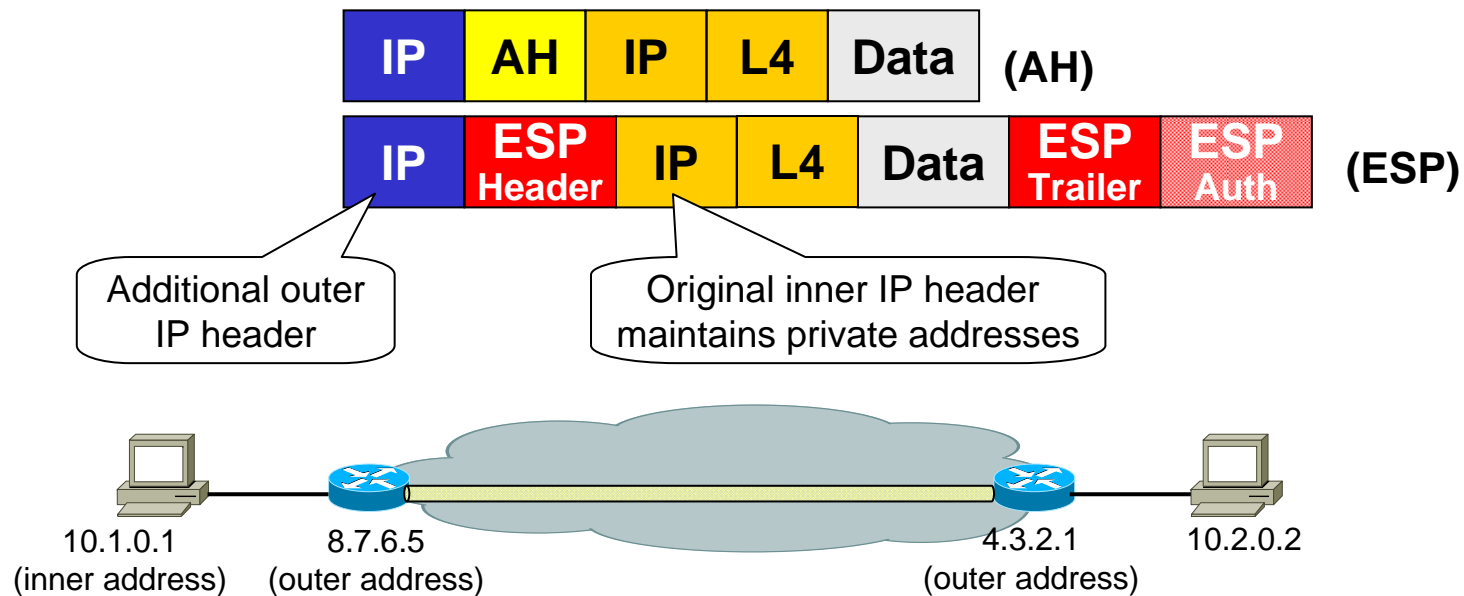 IP AH IP L4 Data (AH)
IP ESP Header IP L4 Data ESP Trailer ESP Auth (ESP)
Additional outer
IP header
Original inner IP header
maintains private addresses
10.1.0.1
(inner address)
8.7.6.5
(outer address)
4.3.2.1
(outer address)
10.2.0.2